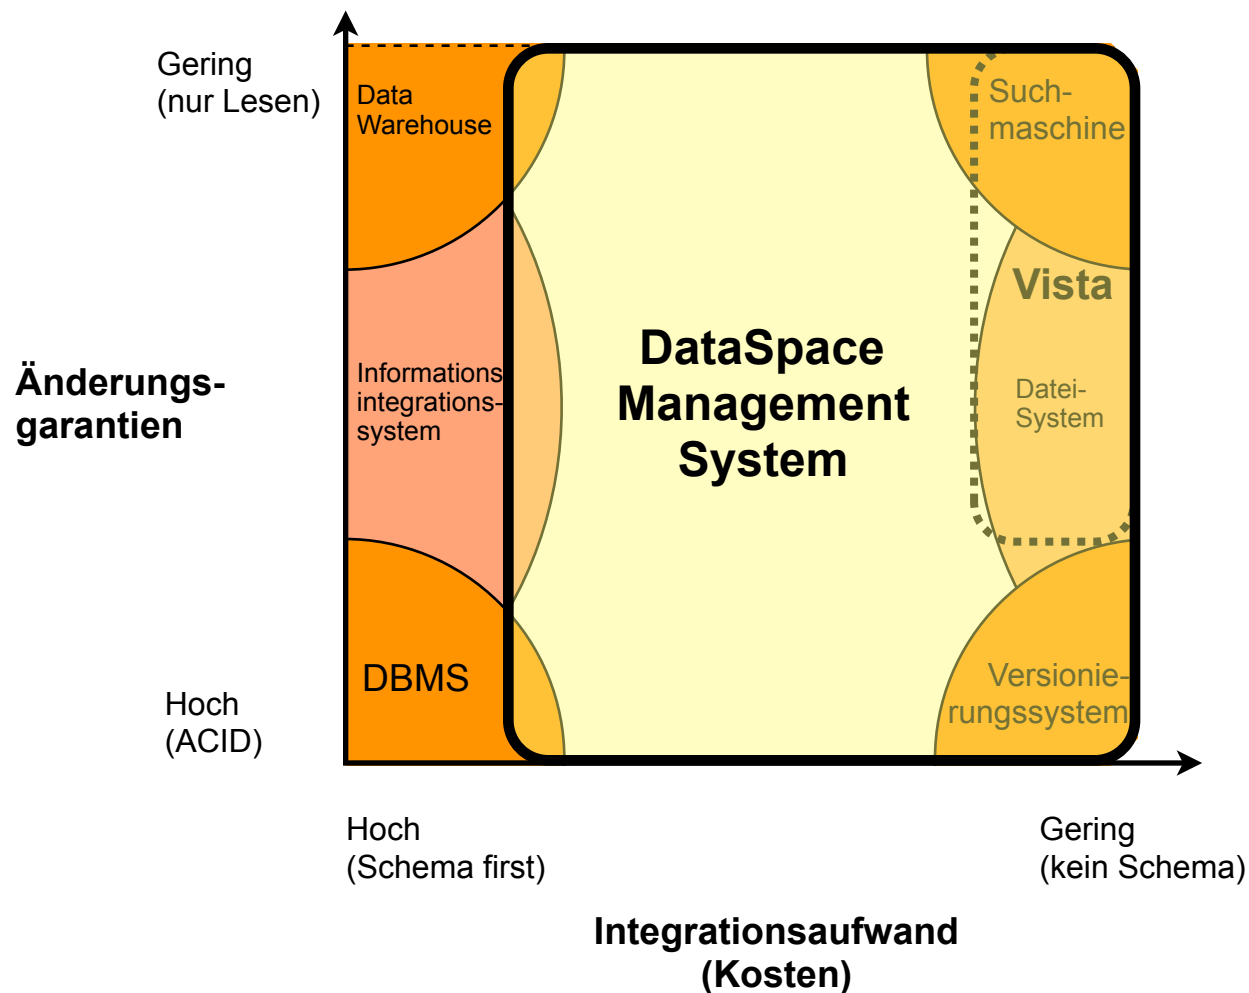 Gering
(nur Lesen)
Data
Warehouse
Such-
maschine
Vista
Änderungs-
garantien
Informations
integrations-
system
DataSpace
Management
System
Datei-
System
DBMS
Versionie-
rungssystem
Hoch
(ACID)
Hoch
(Schema first)
Gering
(kein Schema)
Integrationsaufwand
(Kosten)